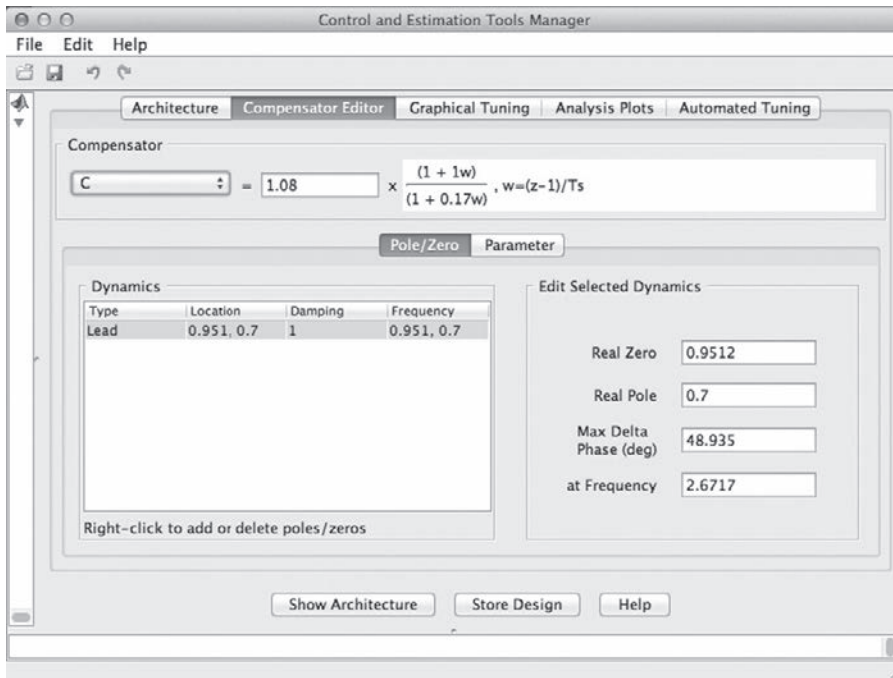 Control and Estimation Tools Manager
File Edit Help
Architecture Compensator Editor Graphical Tuning Analysis Plots Automated Tuning
Compensator
C = 1.08 × (1 + 1w) / (1 + 0.17w) , w=(z-1)/Ts
Pole/Zero Parameter
Dynamics
Type Location Damping Frequency
Lead 0.951, 0.7 1 0.951, 0.7
Right-click to add or delete poles/zeros
Edit Selected Dynamics
Real Zero 0.9512
Real Pole 0.7
Max Delta
Phase (deg) 48.935
at Frequency 2.6717
Show Architecture Store Design Help